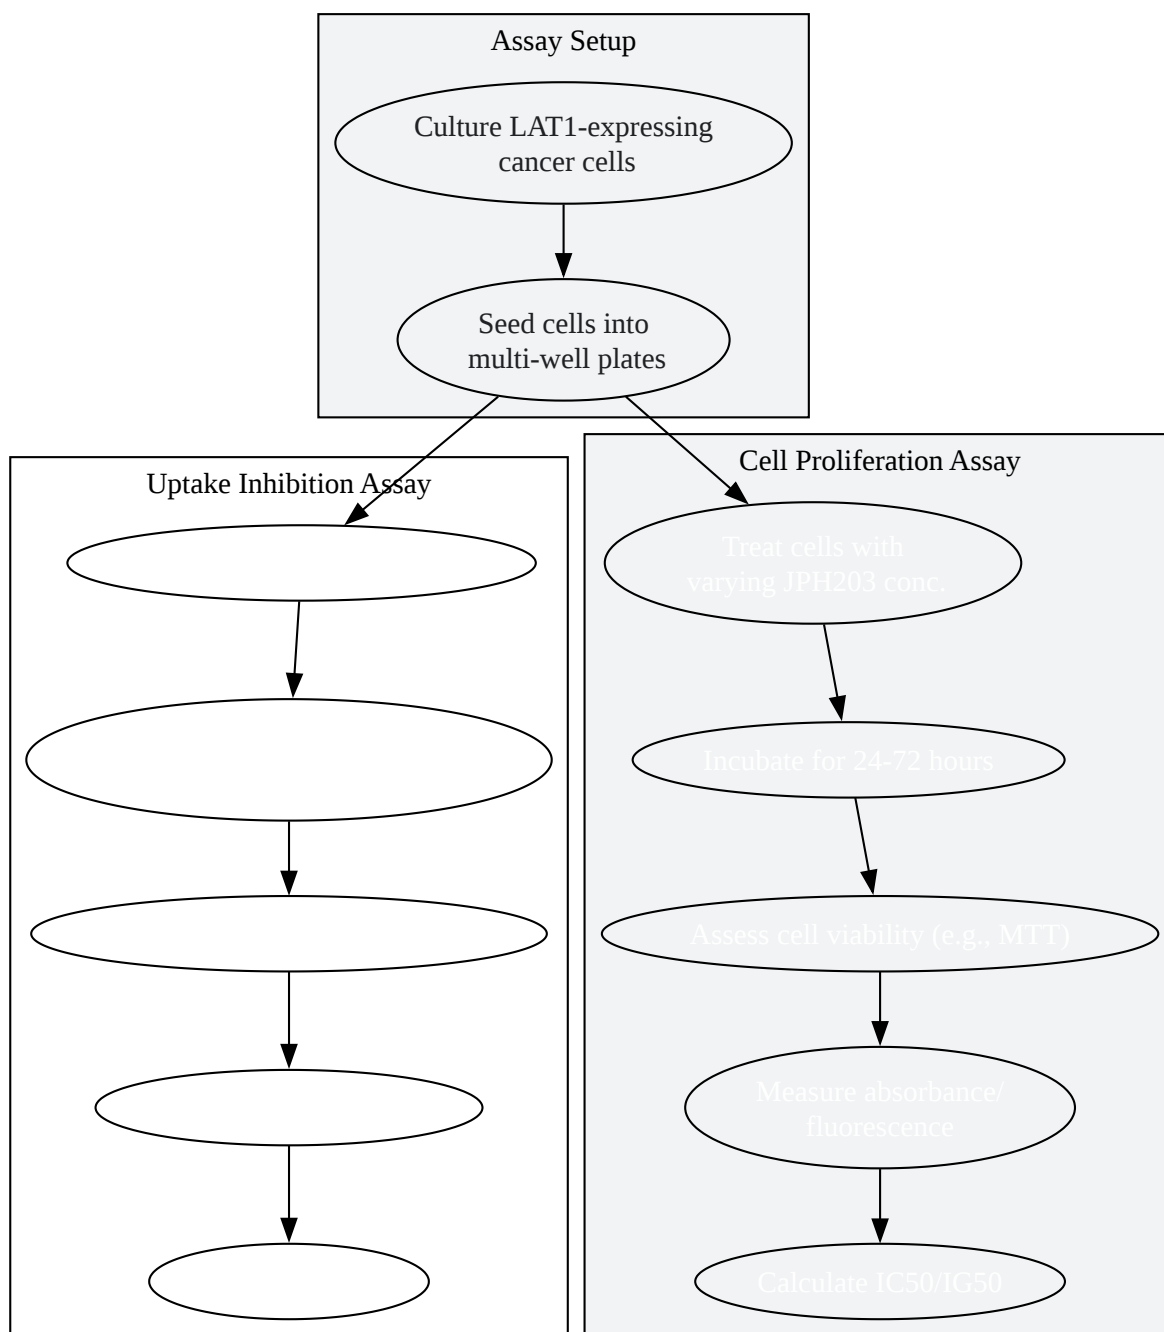 Assay Setup
Culture LAT1-expressing
cancer cells
Seed cells into
multi-well plates
Uptake Inhibition Assay
Cell Proliferation Assay
Treat cells with
varying JPH203 conc.
Incubate for 24-72 hours
Assess cell viability (e.g., MTT)
Measure absorbance/
fluorescence
Calculate IC50/IG50